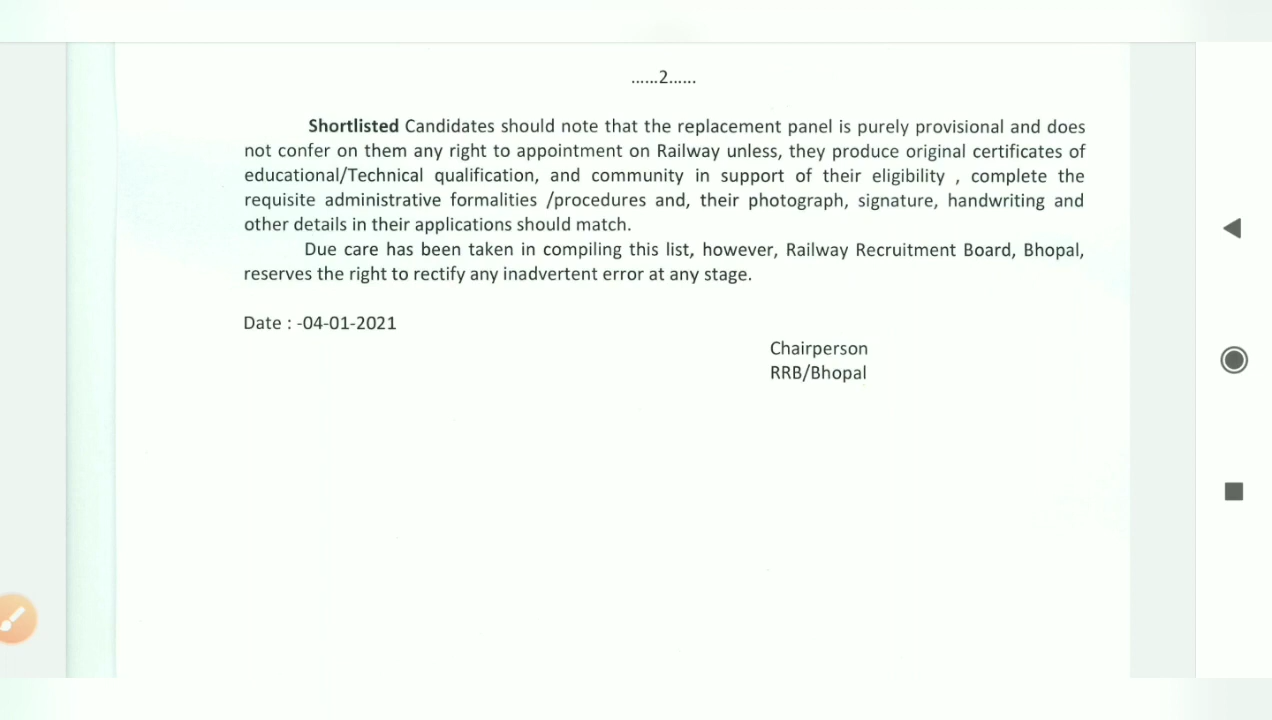 ......2......
Shortlisted Candidates should note that the replacement panel is purely provisional and does
not confer on them any right to appointment on Railway unless, they produce original certificates of
educational/Technical qualification, and community in support of their eligibility , complete the
requisite administrative formalities /procedures and, their photograph, signature, handwriting and
other details in their applications should match.
Due care has been taken in compiling this list, however, Railway Recruitment Board, Bhopal,
reserves the right to rectify any inadvertent error at any stage.
Date : -04-01-2021
Chairperson
RRB/Bhopal